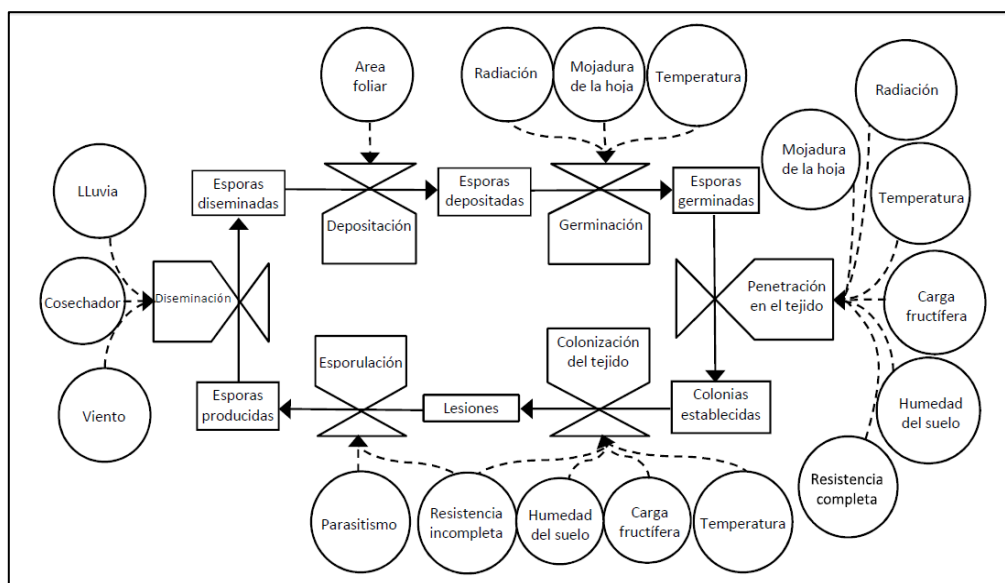 Area
foliar
Radiación
Mojadura
de la hoja
Temperatura
Radiación
Mojadura
de la hoja
Temperatura
Carga
fructífera
Humedad
del suelo
Resistencia
completa
LLuvia
Cosechador
Viento
Esporas
diseminadas
Depositación
Esporas
depositadas
Germinación
Esporas
germinadas
Diseminación
Penetración
en el tejido
Esporulación
Colonización
del tejido
Esporas
producidas
Lesiones
Colonias
establecidas
Parasitismo
Resistencia
incompleta
Humedad
del suelo
Carga
fructífera
Temperatura